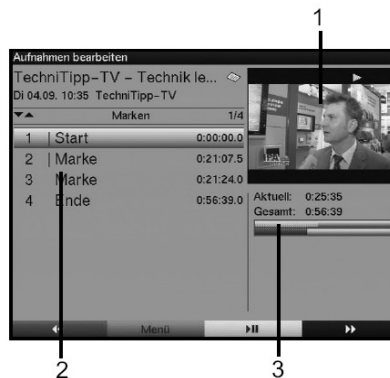 1
Aufnahmen bearbeiten
TechniTipp-TV - Technik le...
Di 04.09. 10:35 TechniTipp-TV
Marken 1/4
1 | Start 0:00:00.0
2 | Marke 0:21:07.5
3 Marke 0:21:24.0
4 Ende 0:56:39.0
Aktuell: 0:25:35
Gesamt: 0:56:39
Menü
2
3